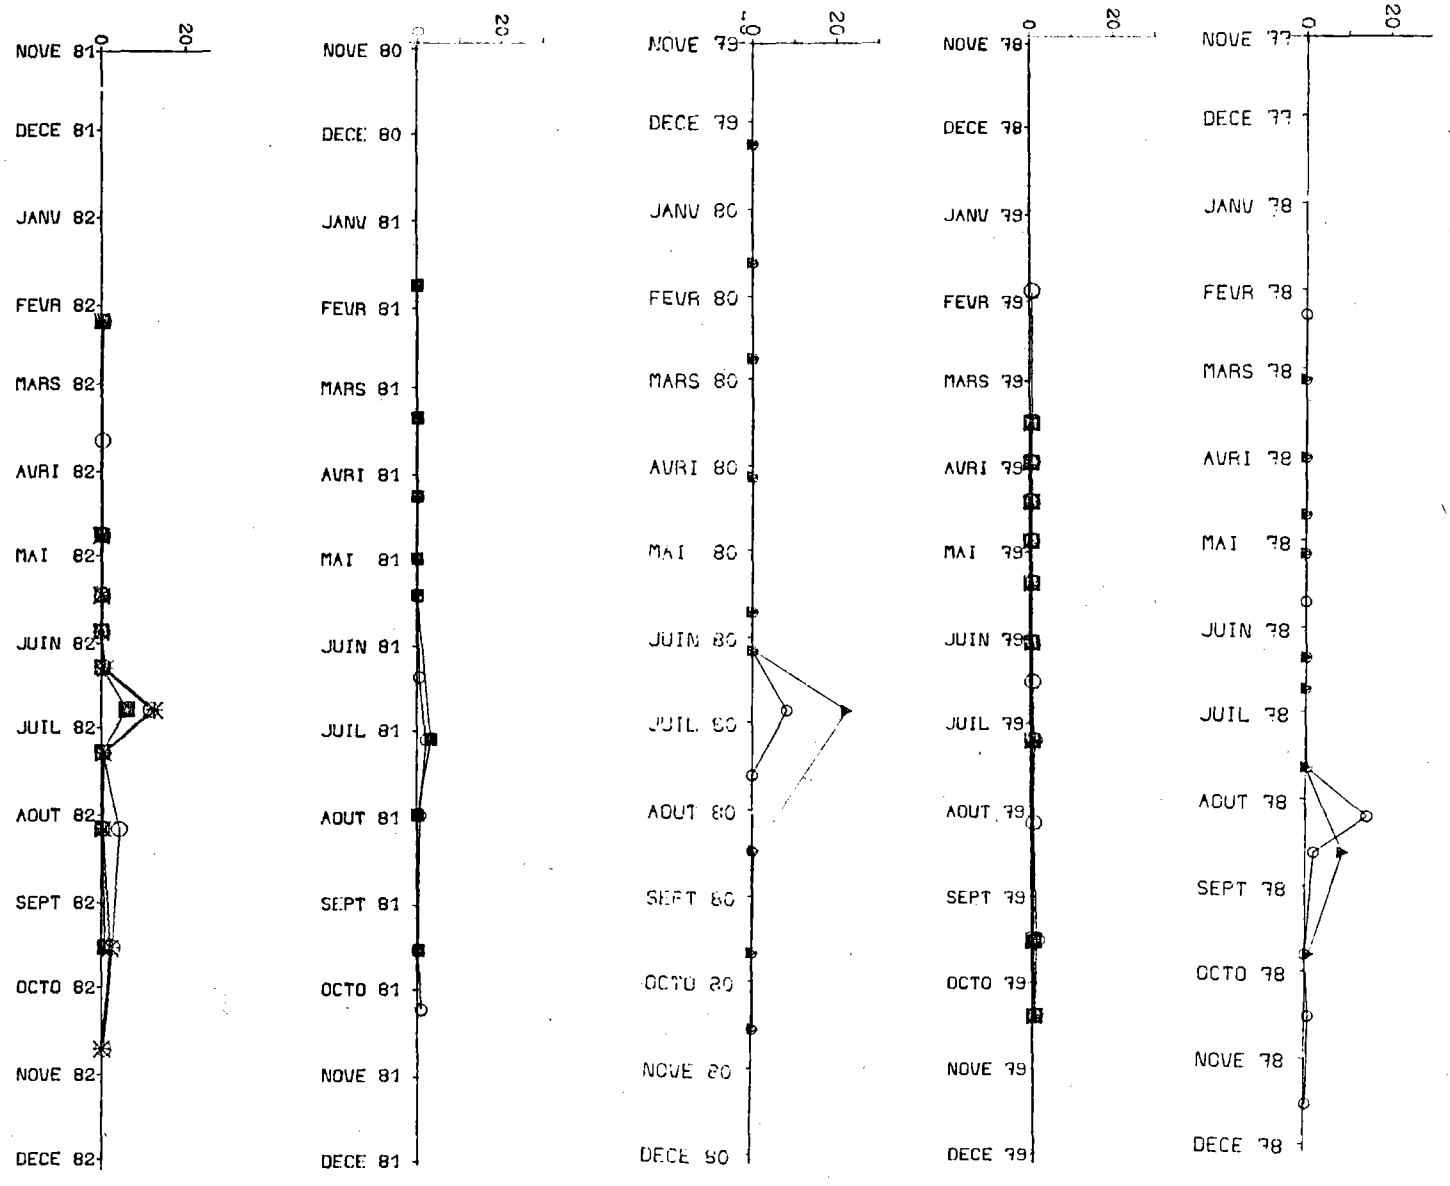 0 20
NOVE 81
DECE 81
JANV 82
FEVR 82
MARS 82
AVRI 82
MAI 82
JUIN 82
JUIL 82
AOUT 82
SEPT 82
OCTO 82
NOVE 82
DECE 82
0 20
NOVE 80
DECE 80
JANV 81
FEVR 81
MARS 81
AVRI 81
MAI 81
JUIN 81
JUIL 81
AOUT 81
SEPT 81
OCTO 81
NOVE 81
DECE 81
0 20
NOVE 79
DECE 79
JANV 80
FEVR 80
MARS 80
AVRI 80
MAI 80
JUIN 80
JUIL 80
AOUT 80
SEPT 80
OCTO 80
NOVE 80
DECE 80
0 20
NOVE 78
DECE 78
JANV 79
FEVR 79
MARS 79
AVRI 79
MAI 79
JUIN 79
JUIL 79
AOUT 79
SEPT 79
OCTO 79
NOVE 79
DECE 79
0 20
NOVE 77
DECE 77
JANV 78
FEVR 78
MARS 78
AVRI 78
MAI 78
JUIN 78
JUIL 78
AOUT 78
SEPT 78
OCTO 78
NOVE 78
DECE 78